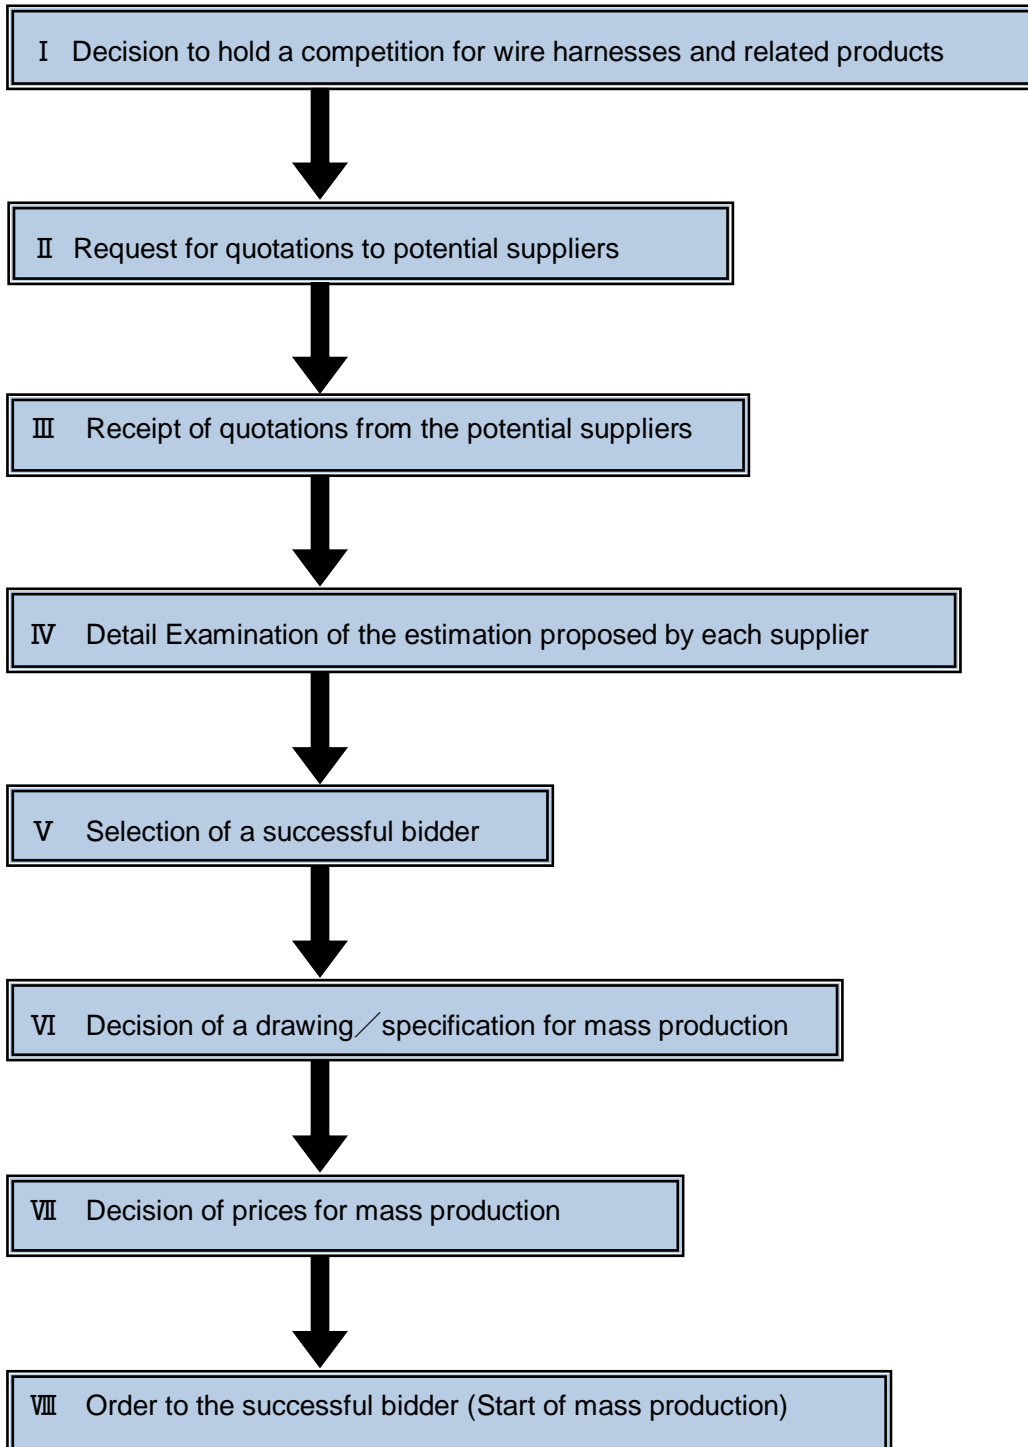 Ⅰ Decision to hold a competition for wire harnesses and related products
Ⅱ Request for quotations to potential suppliers
Ⅲ Receipt of quotations from the potential suppliers
Ⅳ Detail Examination of the estimation proposed by each supplier
Ⅴ Selection of a successful bidder
Ⅵ Decision of a drawing／specification for mass production
Ⅶ Decision of prices for mass production
Ⅷ Order to the successful bidder (Start of mass production)